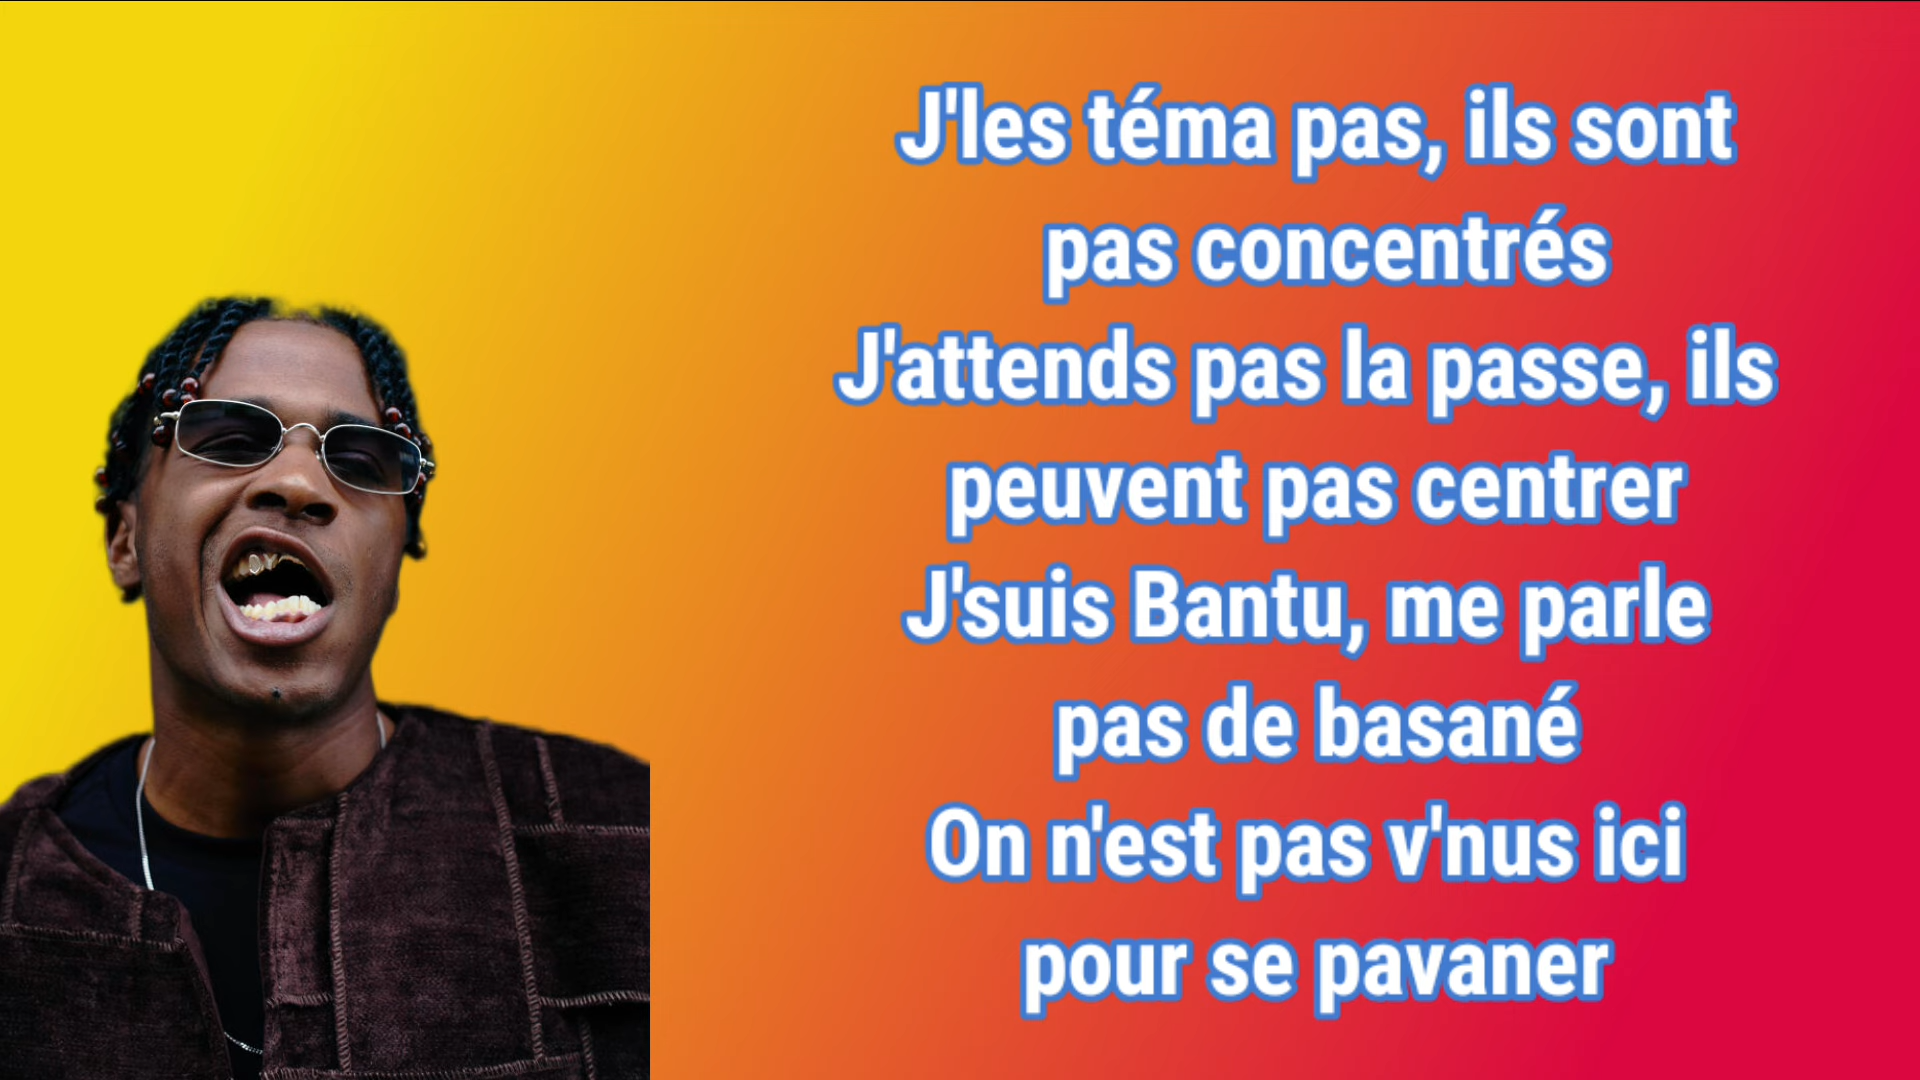 J'les téma pas, ils sont
pas concentrés
J'attends pas la passe, ils
peuvent pas centrer
J'suis Bantu, me parle
pas de basané
On n'est pas v'nus ici
pour se pavaner